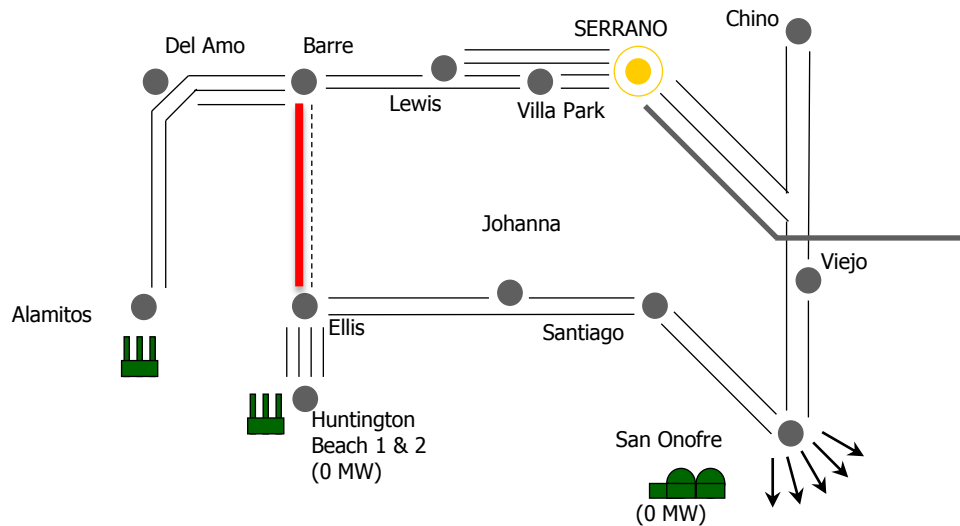 Chino
SERRANO
Del Amo
Barre
Lewis
Villa Park
Johanna
Viejo
Alamitos
Ellis
Santiago
Huntington
Beach 1 & 2
(0 MW)
San Onofre
(0 MW)